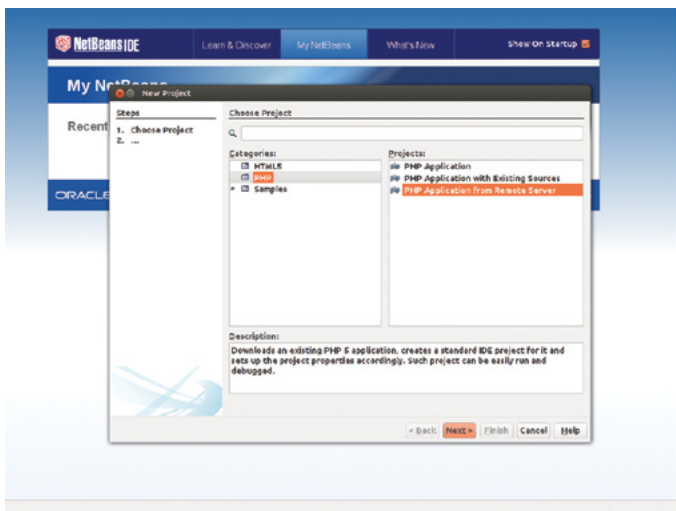 NetBeans IDE
Learn & Discover
My NetBeans
What's New
Show On Startup
My NetBeans
Recent
ORACLE
New Project
Steps
1. Choose Project
2. ...
Choose Project
Categories:
HTML5
PHP
Samples
Projects:
PHP Application
PHP Application with Existing Sources
PHP Application from Remote Server
Description:
Downloads an existing PHP 5 application, creates a standard IDE project for it and
sets up the project properties accordingly. Such project can be easily run and
debugged.
< Back
Next >
Finish
Cancel
Help